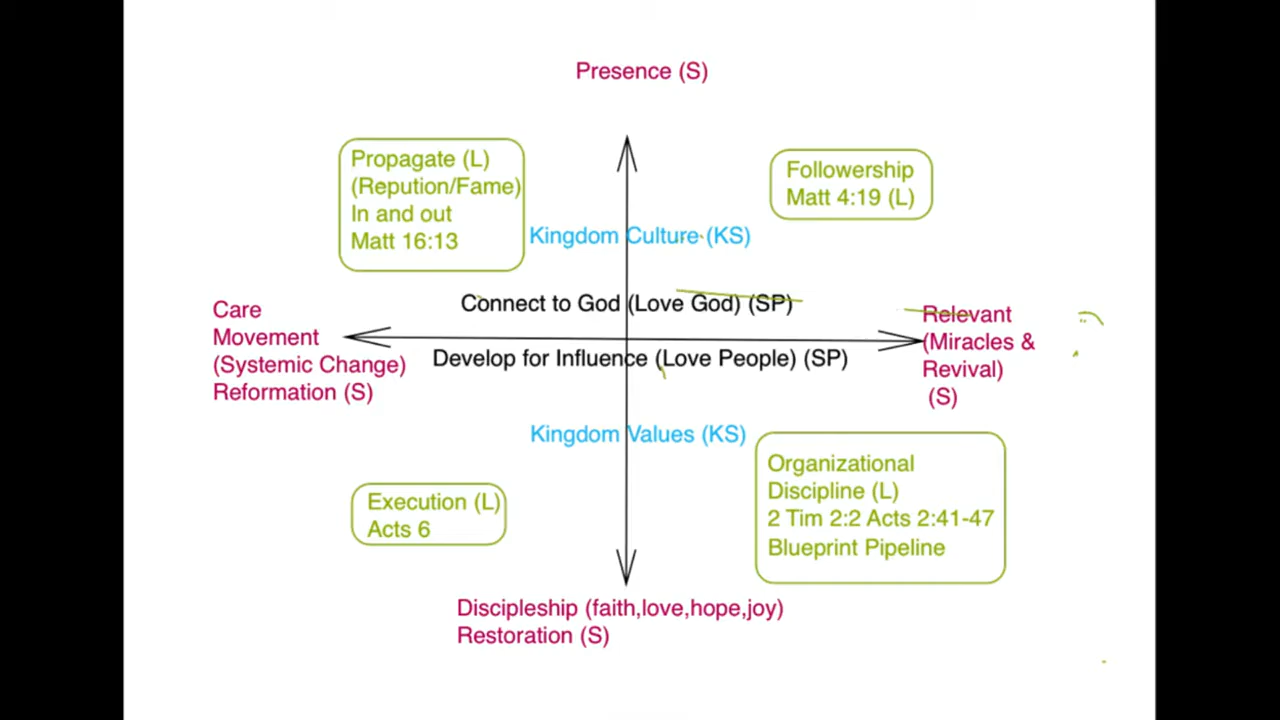 Presence (S)
Propagate (L)
(Repution/Fame)
In and out
Matt 16:13
Followership
Matt 4:19 (L)
Kingdom Culture (KS)
Connect to God (Love God) (SP)
Care
Movement
(Systemic Change)
Reformation (S)
Relevant
(Miracles &
Revival)
(S)
Develop for Influence (Love People) (SP)
Kingdom Values (KS)
Execution (L)
Acts 6
Organizational
Discipline (L)
2 Tim 2:2 Acts 2:41-47
Blueprint Pipeline
Discipleship (faith,love,hope,joy)
Restoration (S)